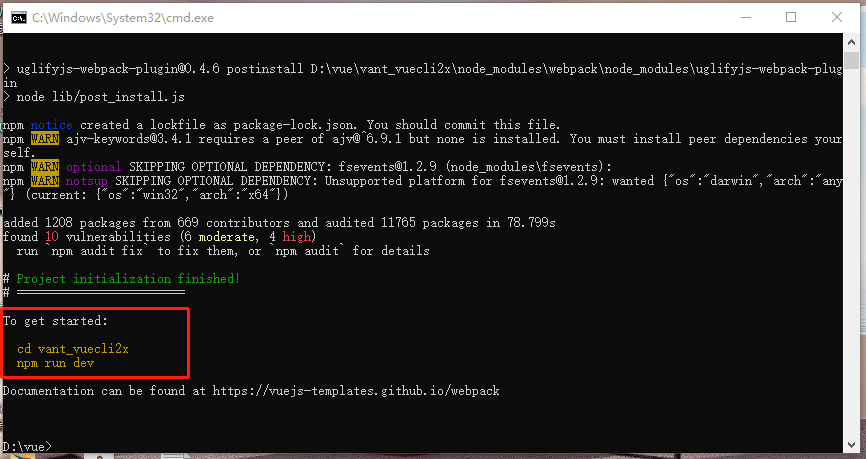 C:\Windows\System32\cmd.exe
> uglifyjs-webpack-plugin@0.4.6 postinstall D:\vue\vant_vuecli2x\node_modules\webpack\node_modules\uglifyjs-webpack-plug
in
> node lib/post_install.js
npm notice created a lockfile as package-lock.json. You should commit this file.
npm WARN ajv-keywords@3.4.1 requires a peer of ajv@^6.9.1 but none is installed. You must install peer dependencies your
self.
npm WARN optional SKIPPING OPTIONAL DEPENDENCY: fsevents@1.2.9 (node_modules\fsevents):
npm WARN notsup SKIPPING OPTIONAL DEPENDENCY: Unsupported platform for fsevents@1.2.9: wanted {"os":"darwin","arch":"any
"} (current: {"os":"win32","arch":"x64"})
added 1208 packages from 669 contributors and audited 11765 packages in 78.799s
found 10 vulnerabilities (6 moderate, 4 high)
run `npm audit fix` to fix them, or `npm audit` for details
# Project initialization finished!
# ========================
To get started:
cd vant_vuecli2x
npm run dev
Documentation can be found at https://vuejs-templates.github.io/webpack
D:\vue>